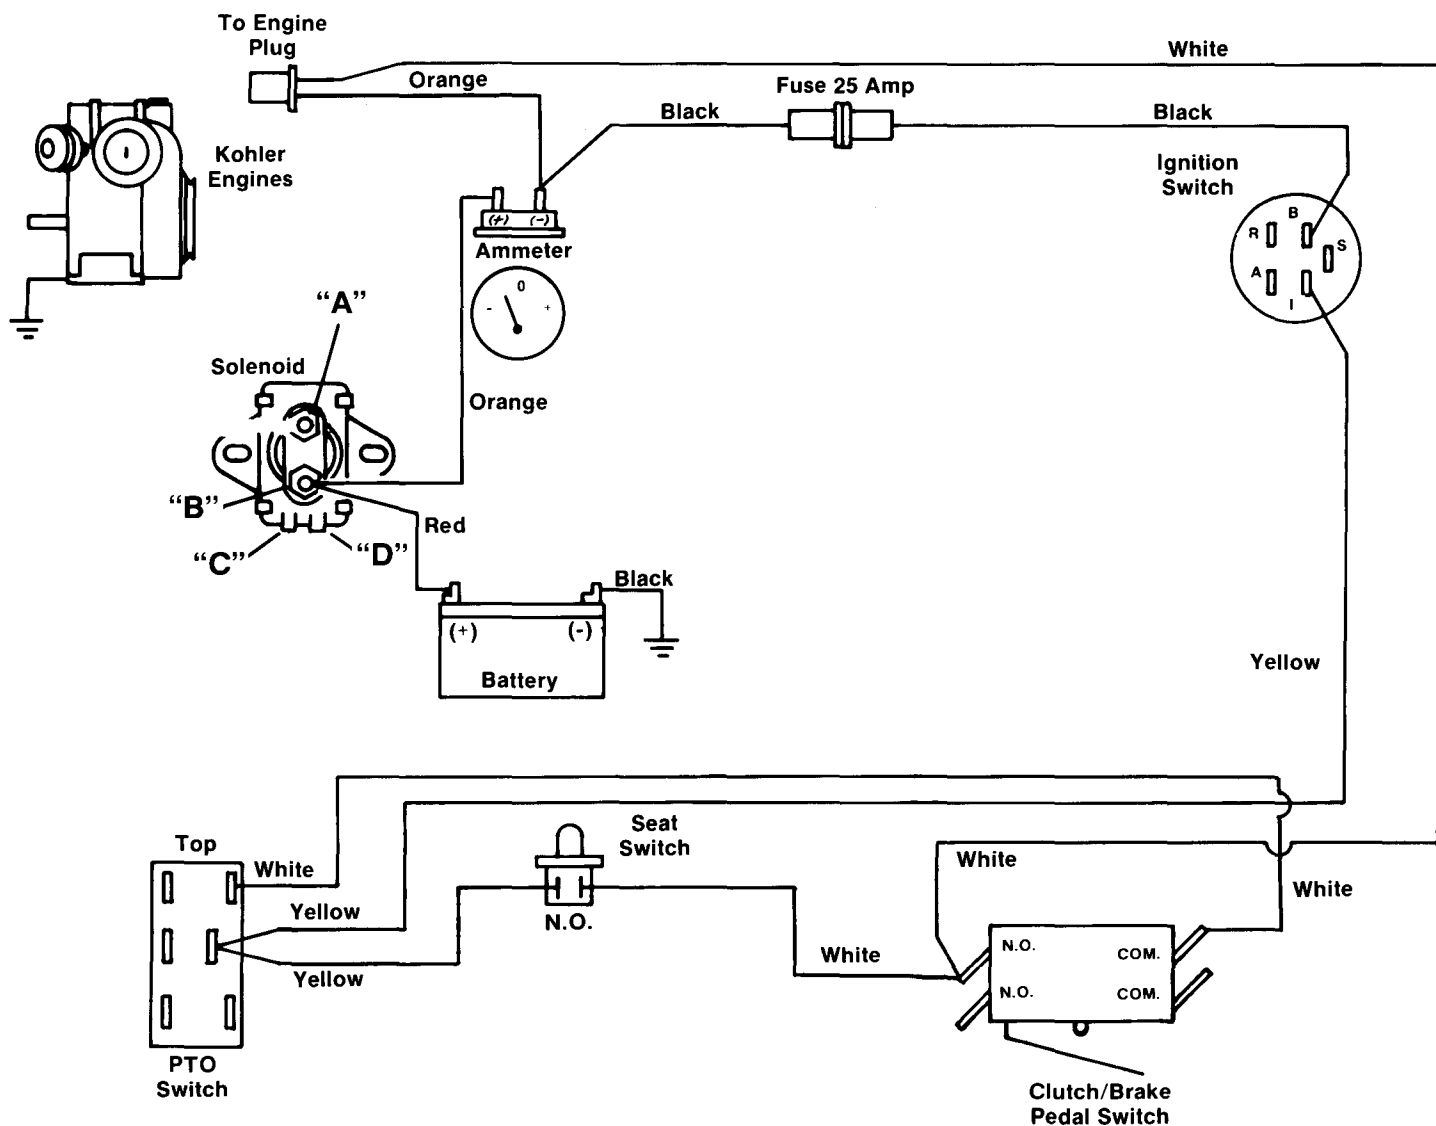 To Engine
Plug
White
Orange
Fuse 25 Amp
Black
Black
Kohler
Engines
Ignition
Switch
B
R
S
A
I
(+) (-)
Ammeter
0
- +
“A”
Solenoid
Orange
“B”
Red
“C”
“D”
Black
(+) (-)
Battery
Yellow
Top
Seat
Switch
White
White
White
Yellow
N.O.
Yellow
White
N.O. COM.
N.O. COM.
PTO
Switch
Clutch/Brake
Pedal Switch